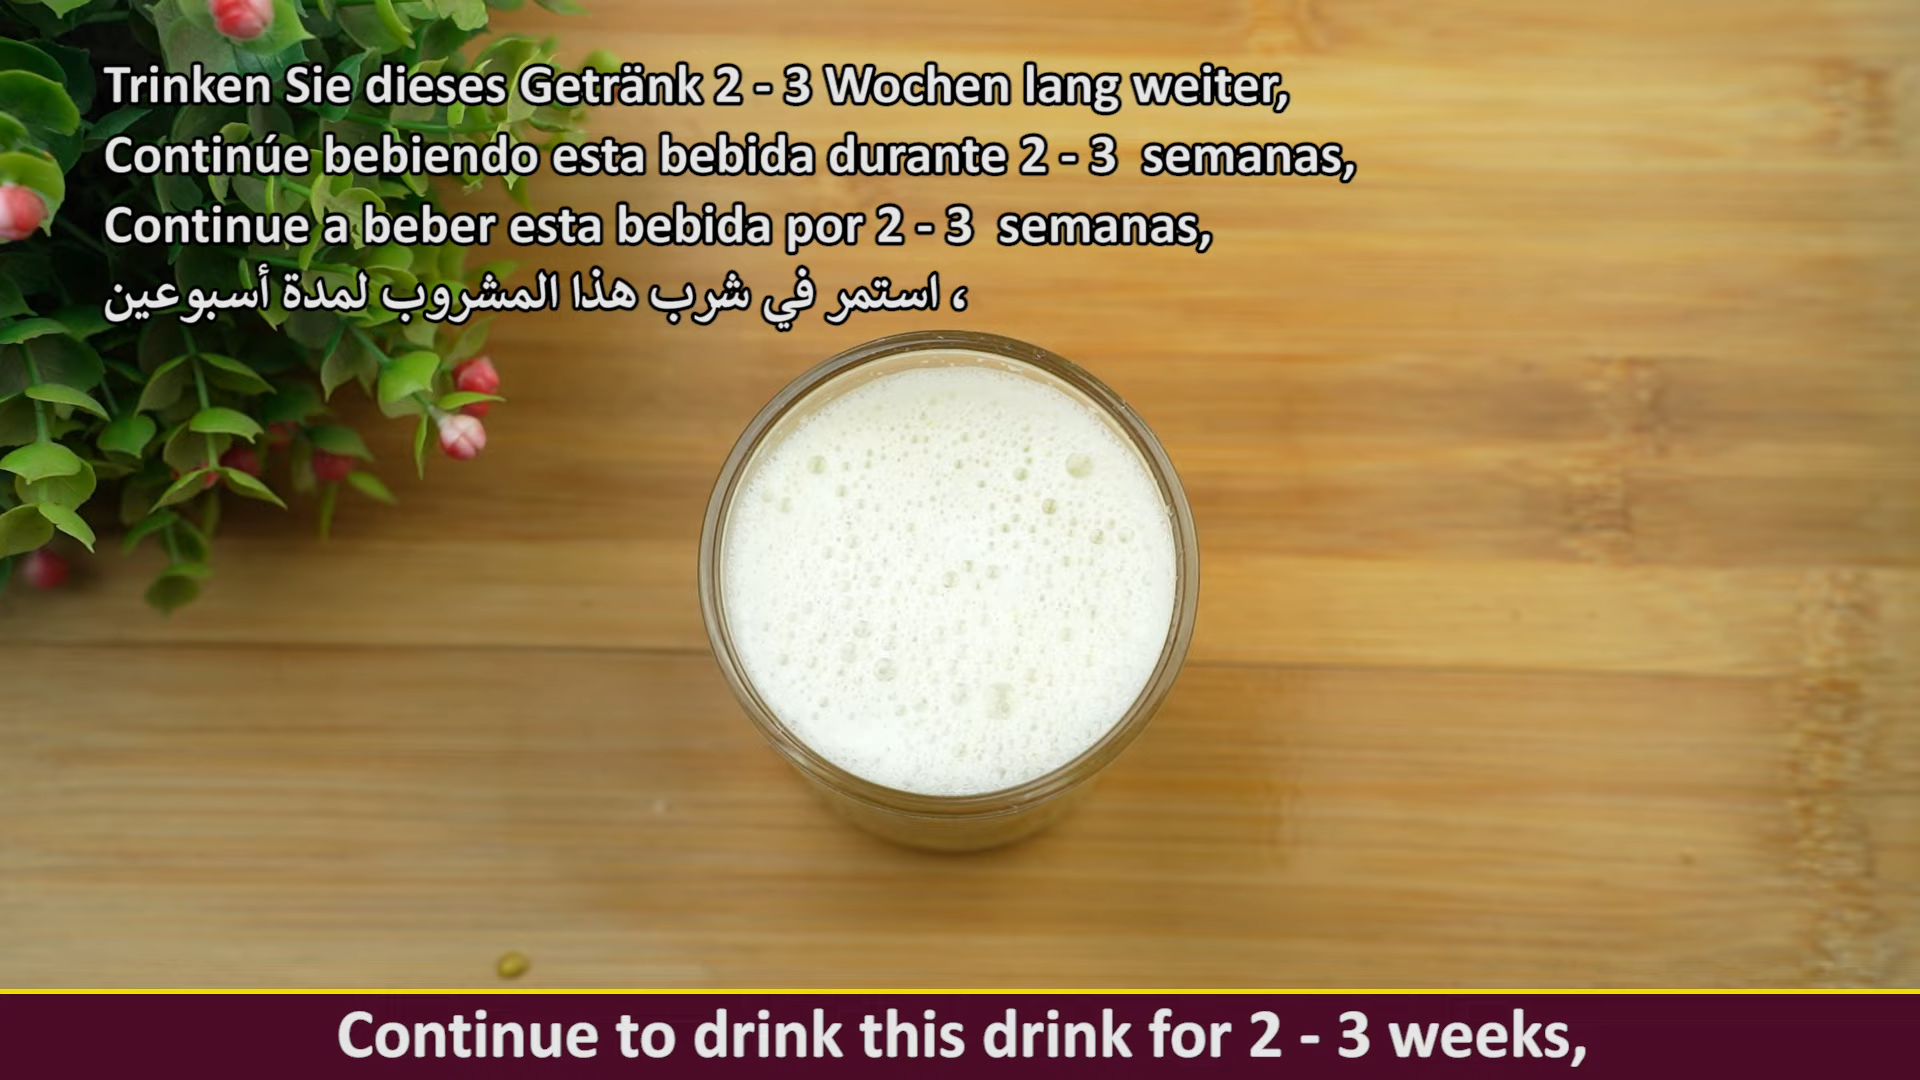 Trinken Sie dieses Getränk 2 - 3 Wochen lang weiter,
Continúe bebiendo esta bebida durante 2 - 3 semanas,
Continue a beber esta bebida por 2 - 3 semanas,
، استمر في شرب هذا المشروب لمدة أسبوعين
Continue to drink this drink for 2 - 3 weeks,